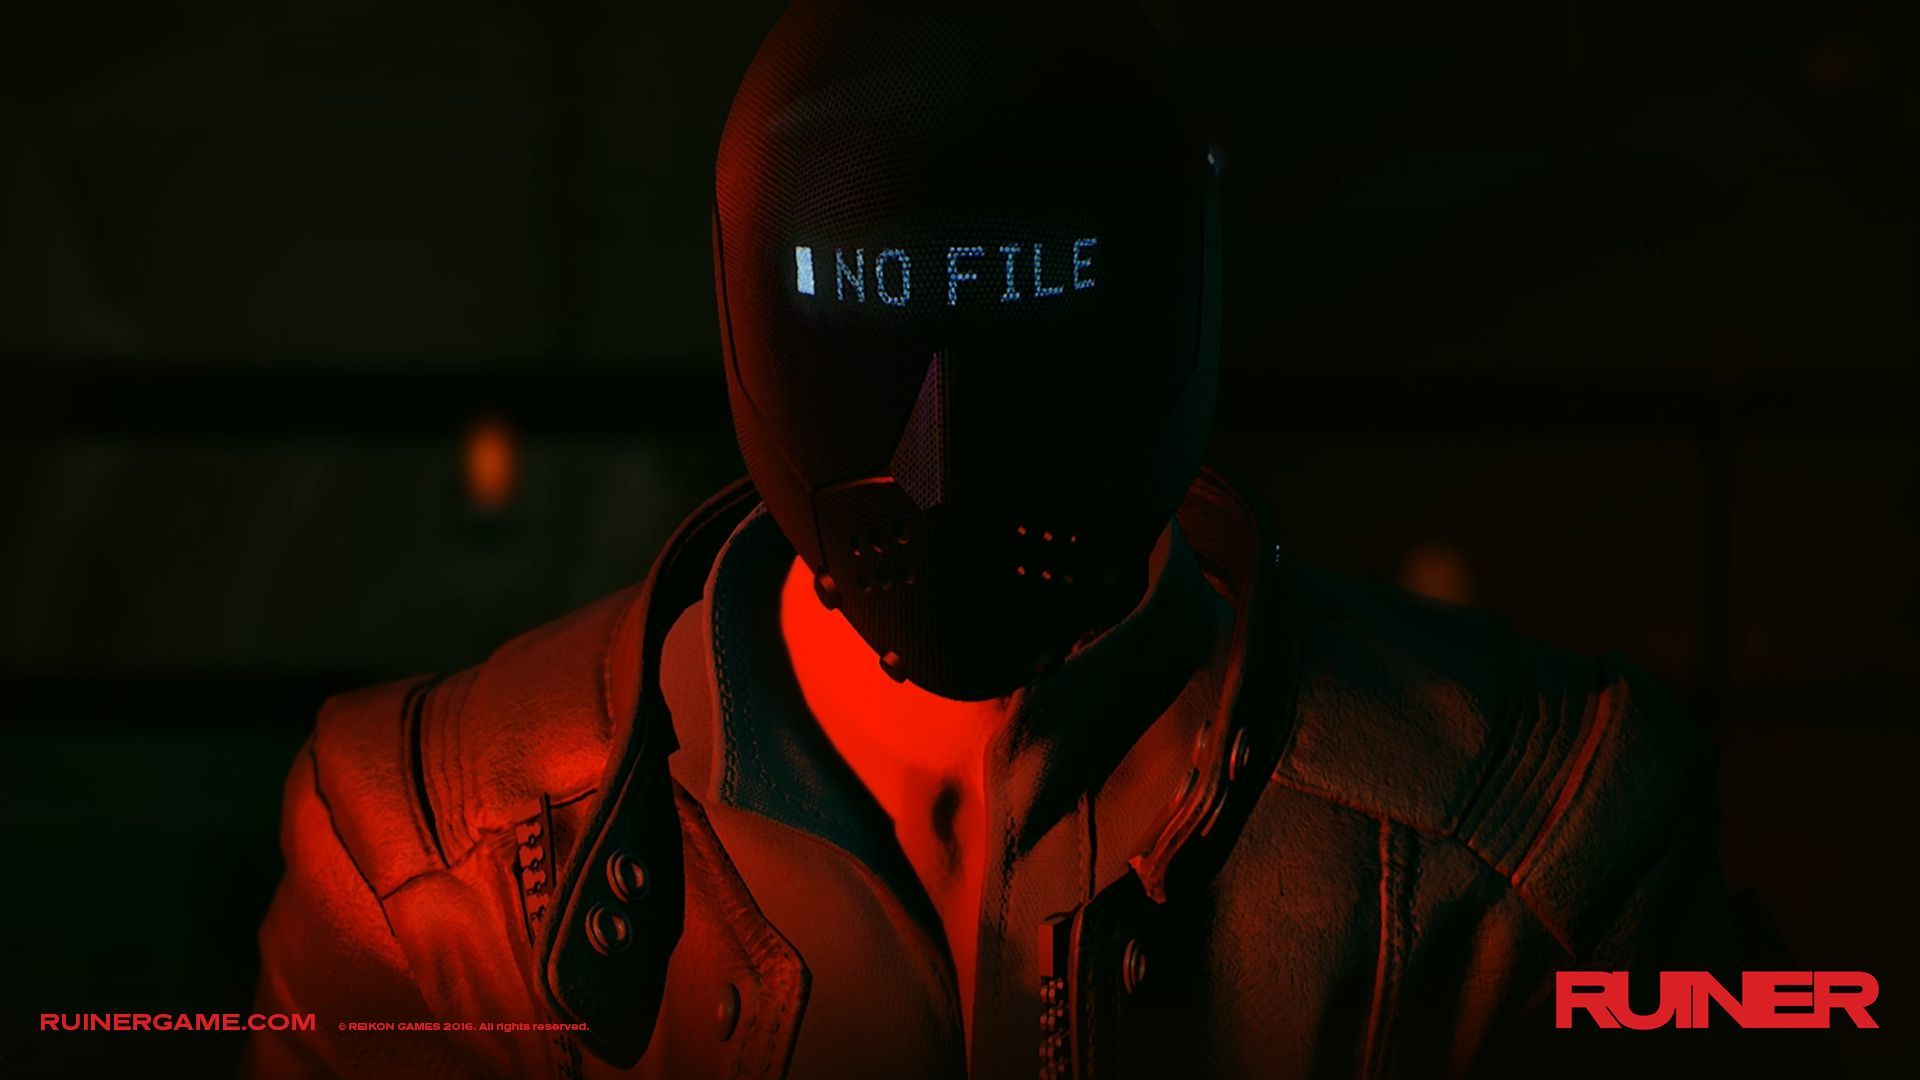 NO FILE
RUINERGAME.COM
© REIKON GAMES 2016. All rights reserved.
RUINER